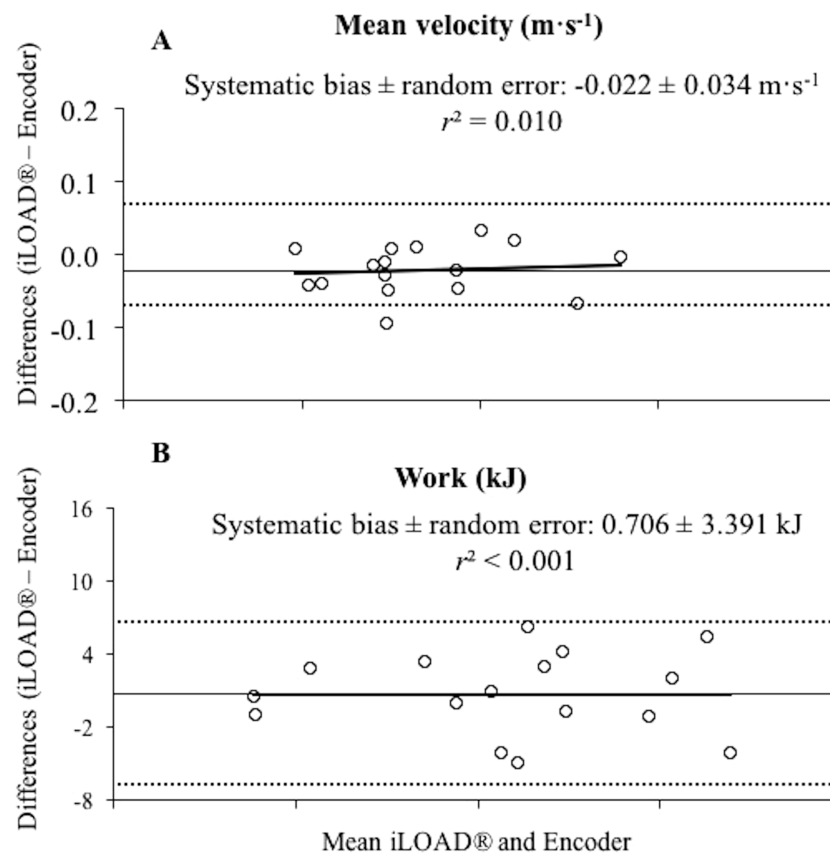 Mean velocity (m·s-1)
A
Systematic bias ± random error: -0.022 ± 0.034 m·s-1
r² = 0.010
Differences (iLOAD® – Encoder)
0.2
0.1
0.0
-0.1
-0.2
B
Work (kJ)
Systematic bias ± random error: 0.706 ± 3.391 kJ
r² < 0.001
Differences (iLOAD® – Encoder)
16
10
4
-2
-8
Mean iLOAD® and Encoder